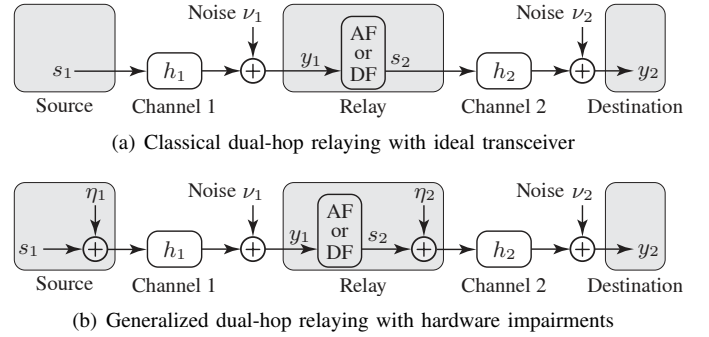 Noise ν₁ Noise ν₂
AF
or
DF
s₁ h₁ + y₁ s₂ h₂ + y₂
Source Channel 1 Relay Channel 2 Destination
(a) Classical dual-hop relaying with ideal transceiver
η₁ Noise ν₁ η₂ Noise ν₂
AF
or
DF
s₁ + h₁ + y₁ s₂ + h₂ + y₂
Source Channel 1 Relay Channel 2 Destination
(b) Generalized dual-hop relaying with hardware impairments